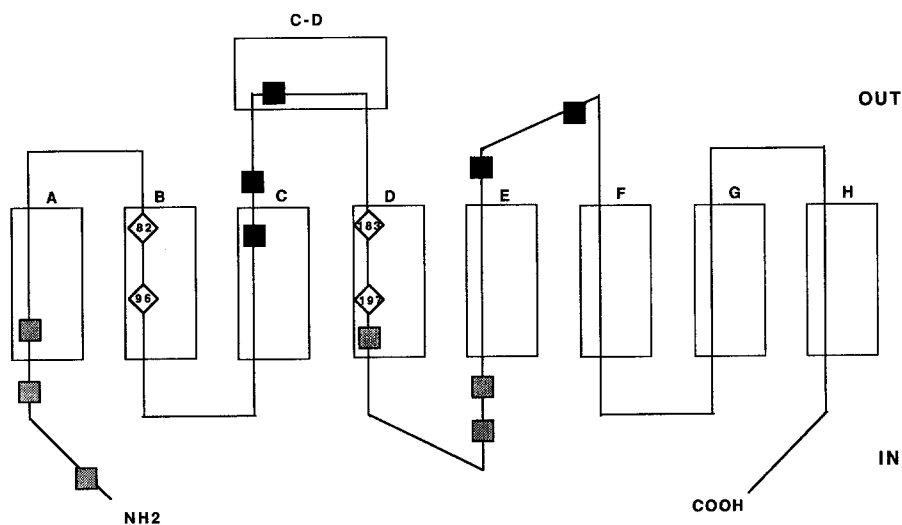 C-D
OUT
A B C D E F G H
82 183
96 197
IN
NH2 COOH